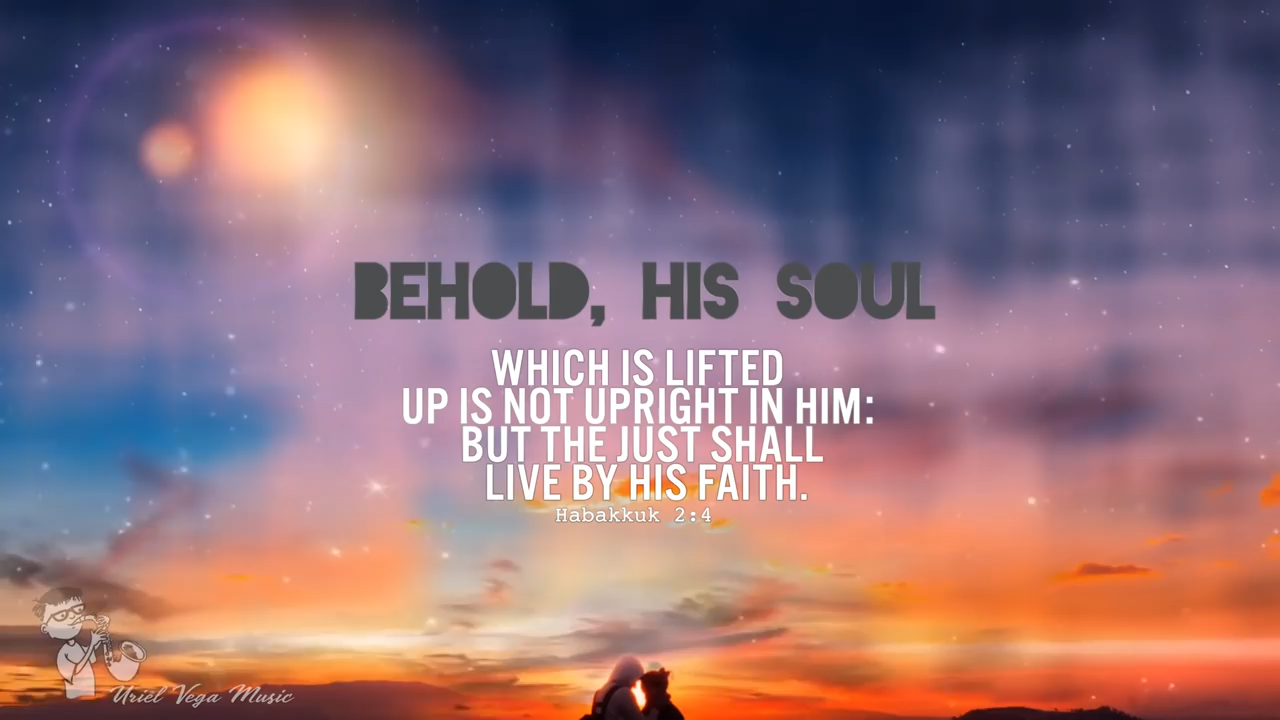 BEHOLD, HIS SOUL
WHICH IS LIFTED
UP IS NOT UPRIGHT IN HIM:
BUT THE JUST SHALL
LIVE BY HIS FAITH.
Habakkuk 2:4
Uriel Vega Music